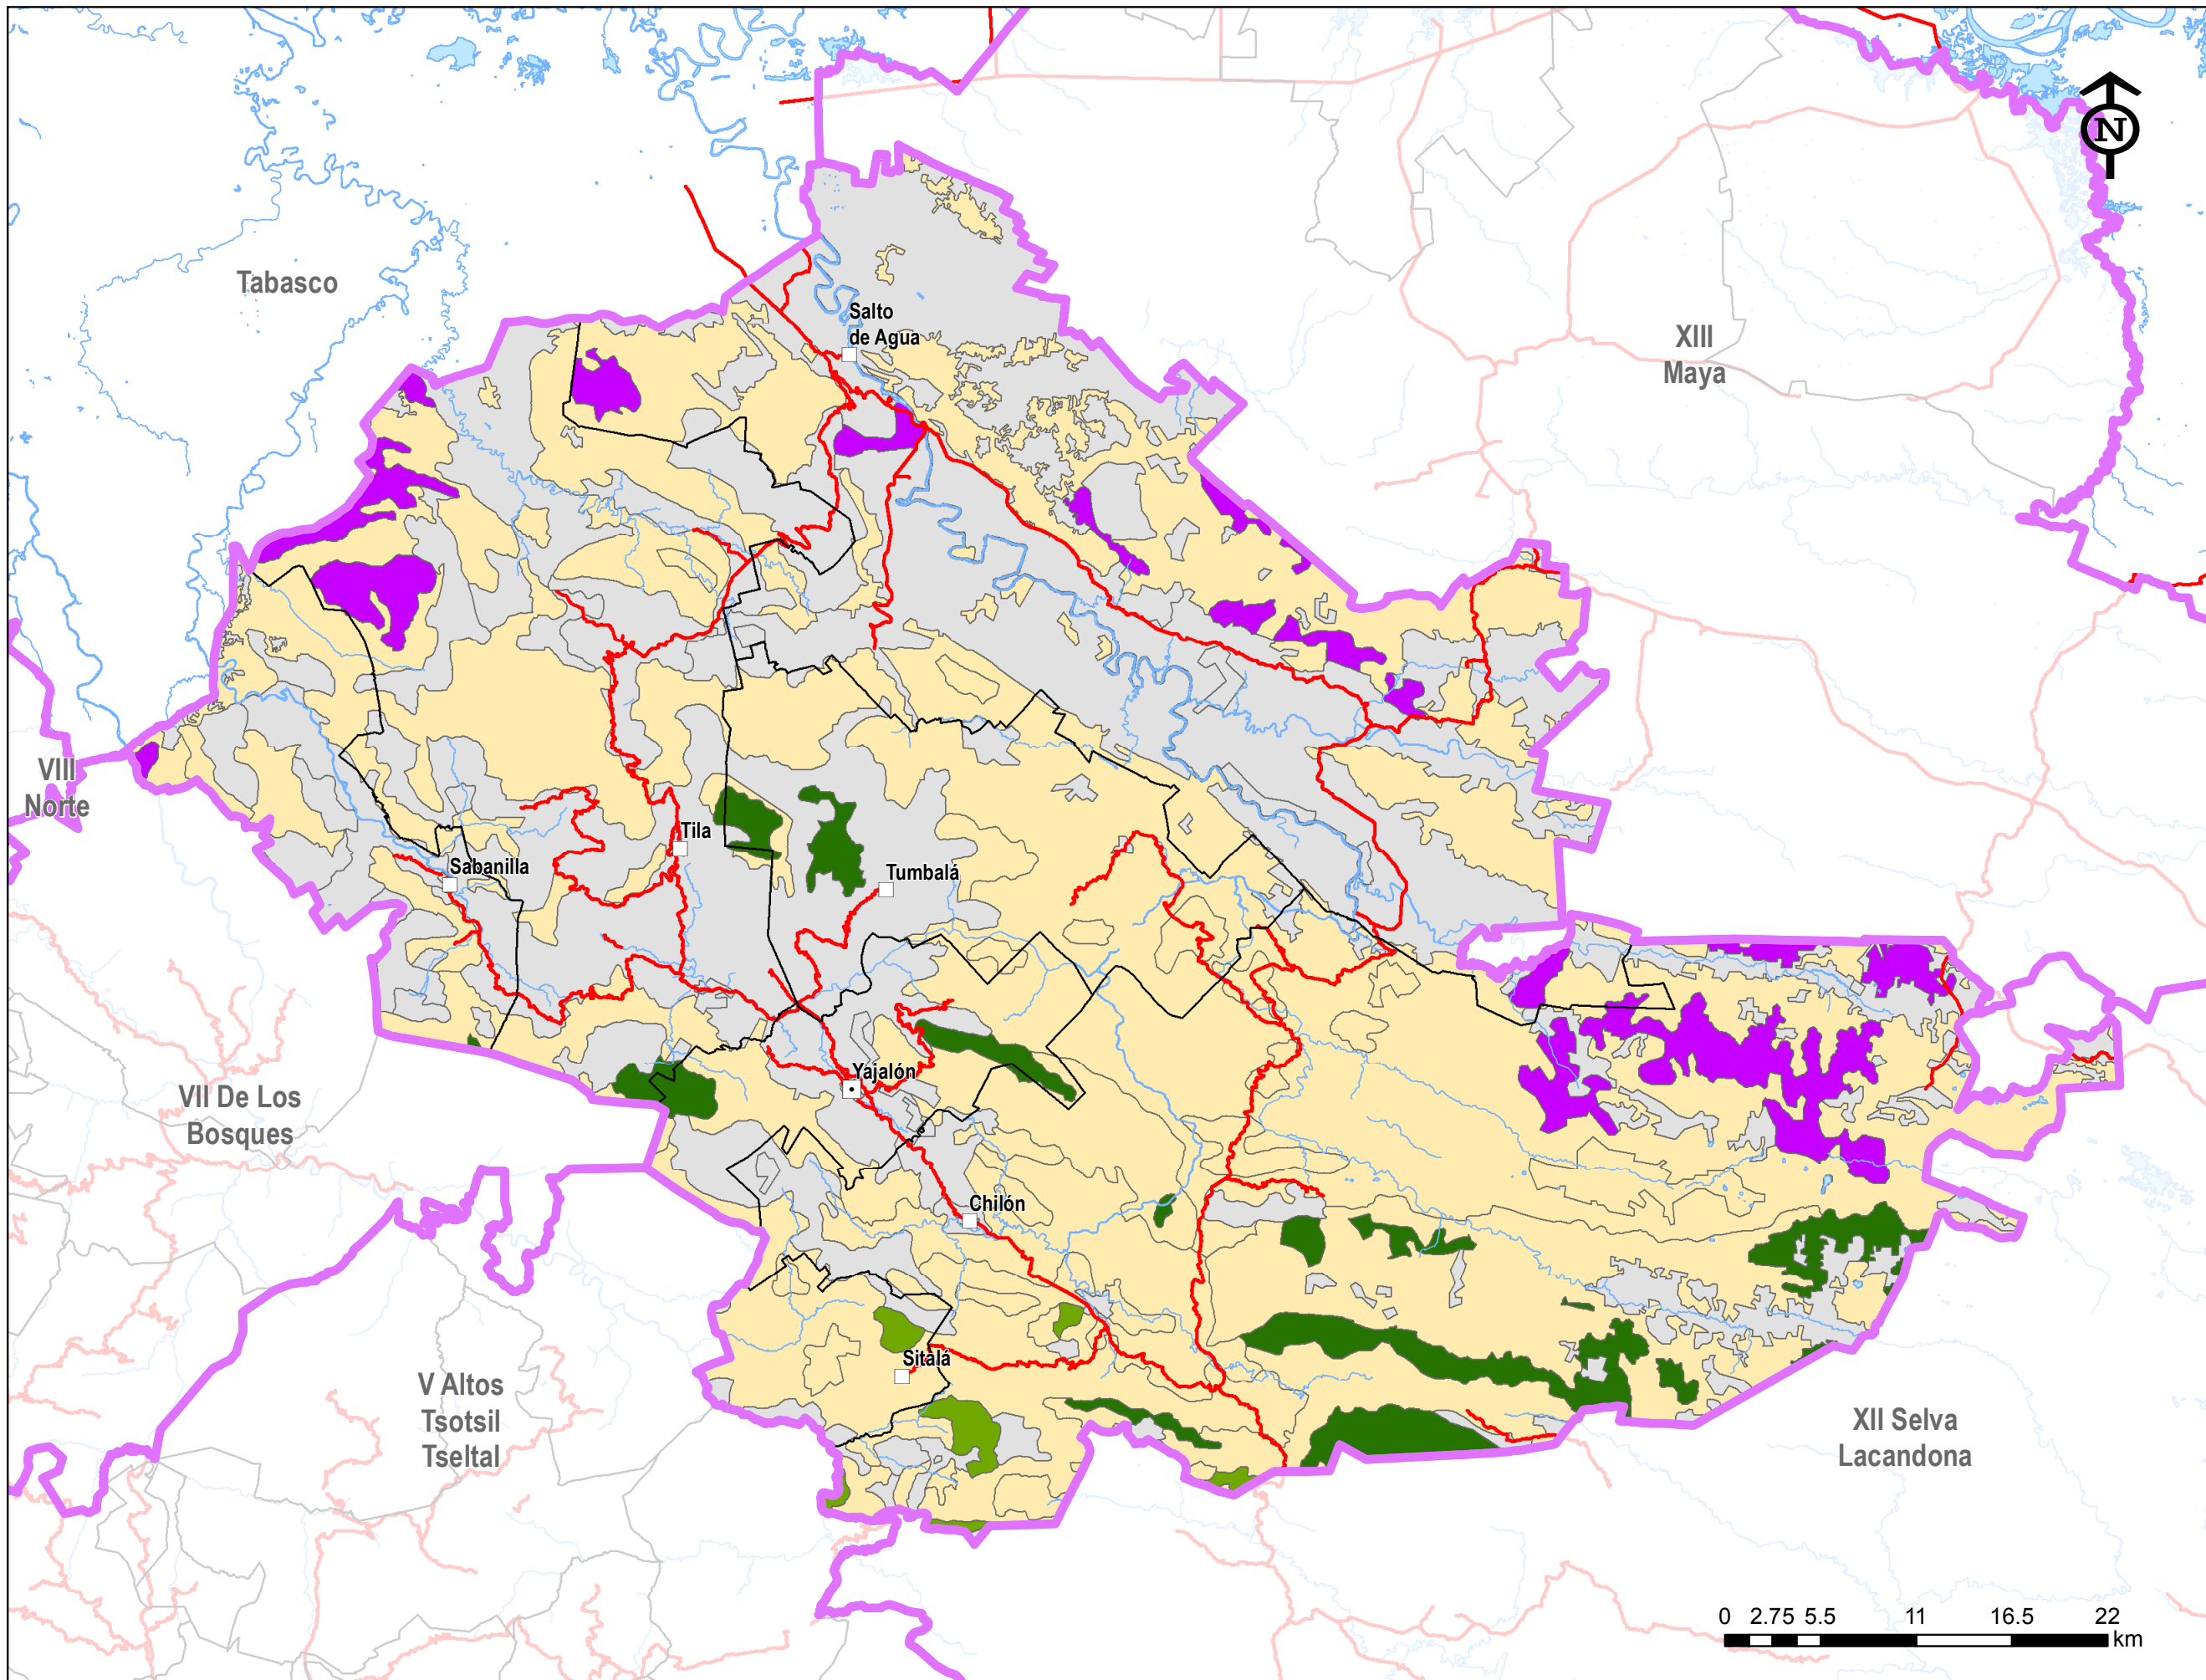 N
Tabasco
Salto
de Agua
XIII
Maya
VIII
Norte
Tila
Sabanilla
Tumbalá
Yajalón
VII De Los
Bosques
Chilón
Sitalá
V Altos
Tsotsil
Tseltal
XII Selva
Lacandona
0 2.75 5.5 11 16.5 22
km